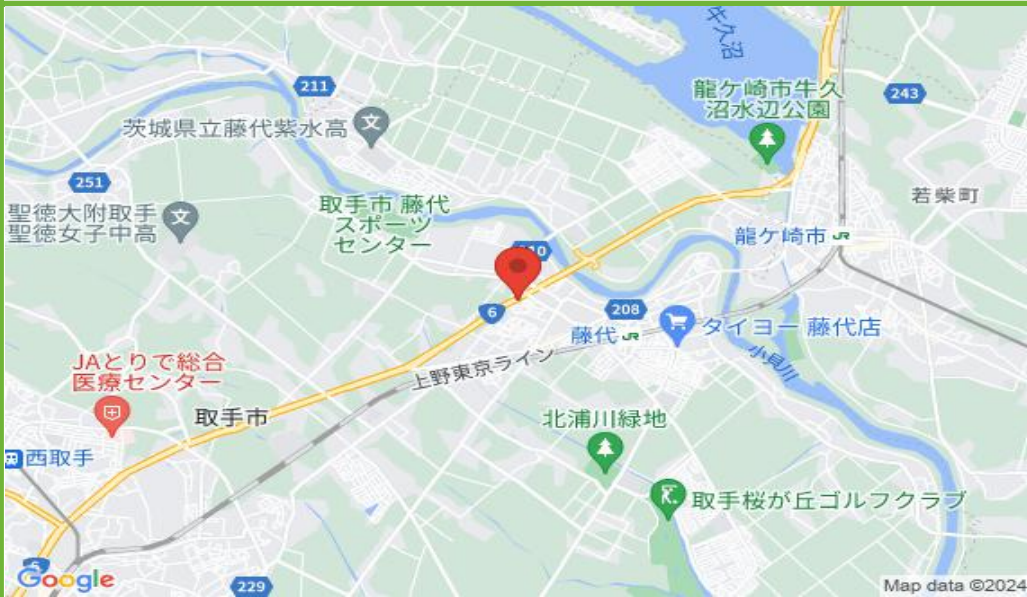 牛久沼
211
龍ケ崎市牛久
沼水辺公園
243
茨城県立藤代紫水高
文
251
聖徳大附取手
聖徳女子中高
文
取手市 藤代
スポーツ
センター
若柴町
龍ケ崎市 JR
6
208
藤代 JR
タイヨー 藤代店
小貝川
上野東京ライン
JAとりで総合
医療センター
取手市
北浦川緑地
西取手
取手桜が丘ゴルフクラブ
6
Google
229
Map data ©2024